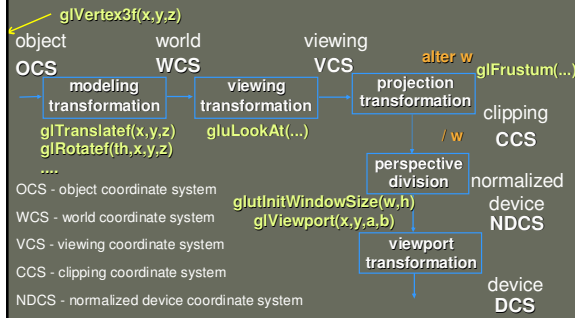 glVertex3f(x,y,z)
object
OCS
world
WCS
viewing
VCS
alter w
glFrustum(...)
modeling
transformation
viewing
transformation
projection
transformation
glTranslatef(x,y,z)
glRotatef(th,x,y,z)
....
gluLookAt(...)
clipping
CCS
/ w
perspective
division
normalized
device
NDCS
glutInitWindowSize(w,h)
glViewport(x,y,a,b)
viewport
transformation
device
DCS
OCS - object coordinate system
WCS - world coordinate system
VCS - viewing coordinate system
CCS - clipping coordinate system
NDCS - normalized device coordinate system